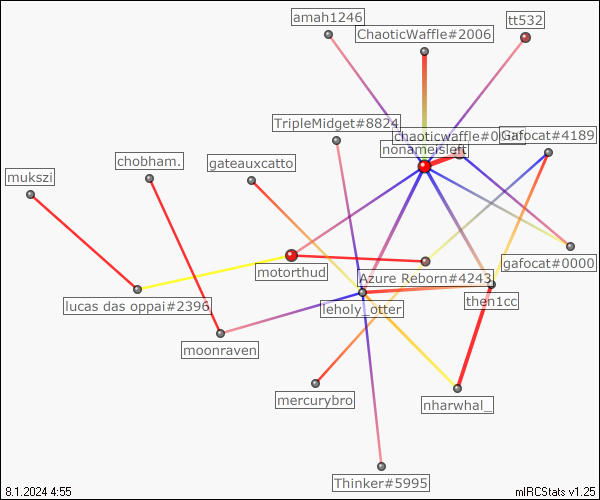 amah1246
tt532
ChaoticWaffle#2006
TripleMidget#8824
chaoticwaffle#0
Gafocat#4189
nonameisleft
chobham.
gateauxcatto
mukszi
gafocat#0000
motorthud
Azure Reborn#4243
lucas das oppai#2396
leholy_otter
then1cc
moonraven
mercurybro
nharwhal_
Thinker#5995
8.1.2024 4:55
mIRCStats v1.25